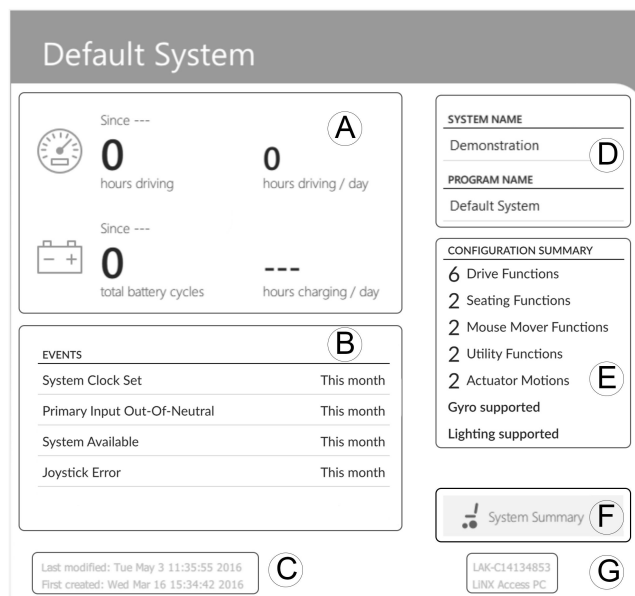 Default System
Since ---
A
0
0
hours driving
hours driving / day
Since ---
- +
0
---
total battery cycles
hours charging / day
B
EVENTS
System Clock Set This month
Primary Input Out-Of-Neutral This month
System Available This month
Joystick Error This month
Last modified: Tue May 3 11:35:55 2016
First created: Wed Mar 16 15:34:42 2016
C
SYSTEM NAME
Demonstration
D
PROGRAM NAME
Default System
CONFIGURATION SUMMARY
6 Drive Functions
2 Seating Functions
2 Mouse Mover Functions
2 Utility Functions
2 Actuator Motions
E
Gyro supported
Lighting supported
System Summary
F
LAK-C14134853
LiNX Access PC
G